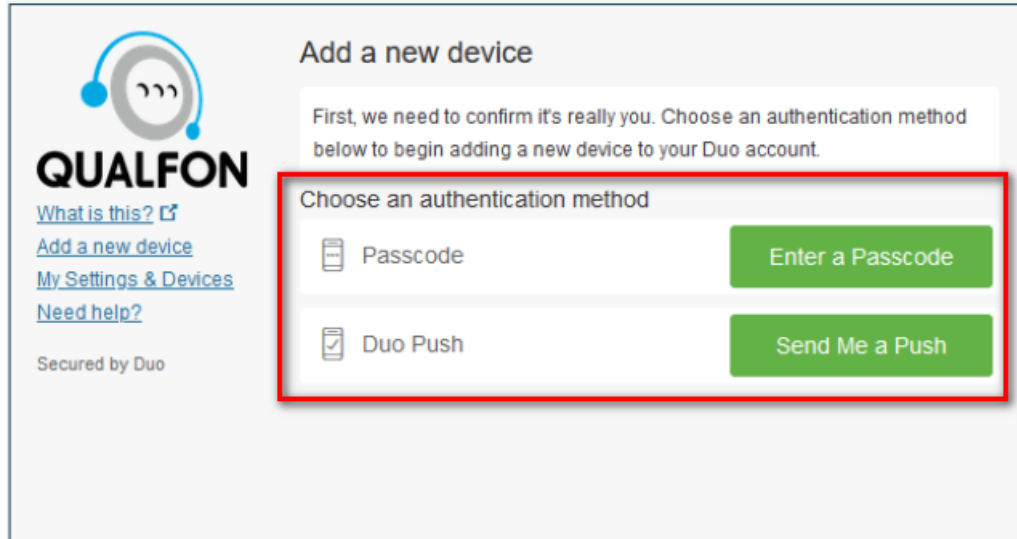 QUALFON
What is this?
Add a new device
My Settings & Devices
Need help?
Secured by Duo
Add a new device
First, we need to confirm it's really you. Choose an authentication method
below to begin adding a new device to your Duo account.
Choose an authentication method
Passcode
Enter a Passcode
Duo Push
Send Me a Push